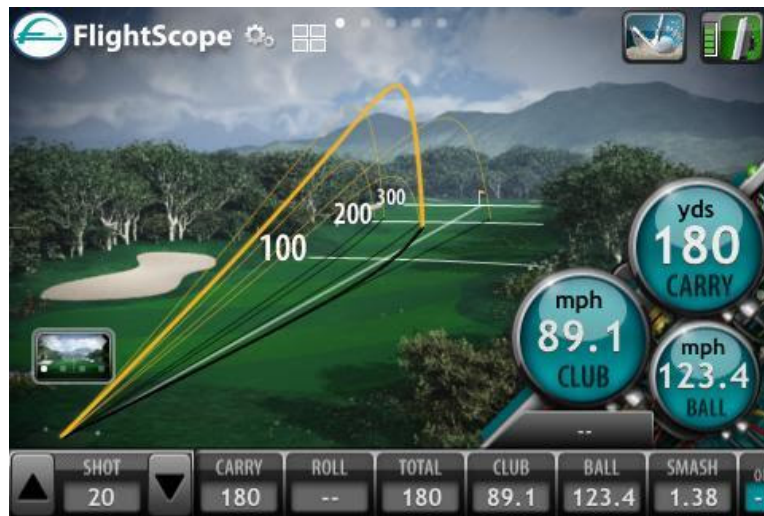 FlightScope
300
200
100
yds
180
CARRY
mph
89.1
CLUB
mph
123.4
BALL
--
SHOT
20
CARRY
180
ROLL
--
TOTAL
180
CLUB
89.1
BALL
123.4
SMASH
1.38